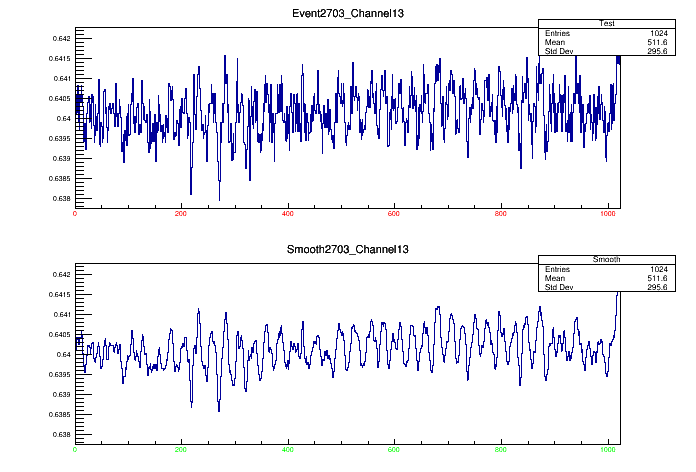 Event2703_Channel13
Test
Entries 1024
Mean 511.6
Std Dev 295.6
0.642
0.6415
0.641
0.6405
0.64
0.6395
0.639
0.6385
0.638
0 200 400 600 800 1000
Smooth2703_Channel13
Smooth
Entries 1024
Mean 511.6
Std Dev 295.6
0.642
0.6415
0.641
0.6405
0.64
0.6395
0.639
0.6385
0.638
0 200 400 600 800 1000